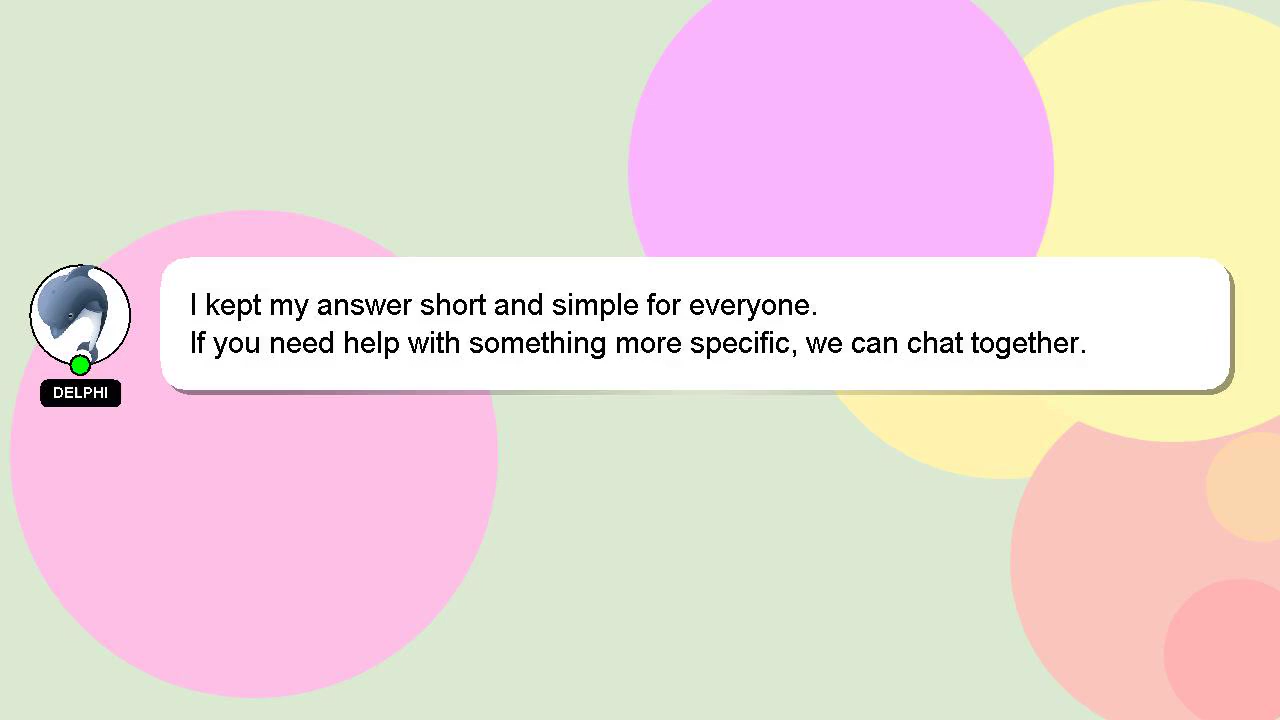 I kept my answer short and simple for everyone.
If you need help with something more specific, we can chat together.
DELPHI